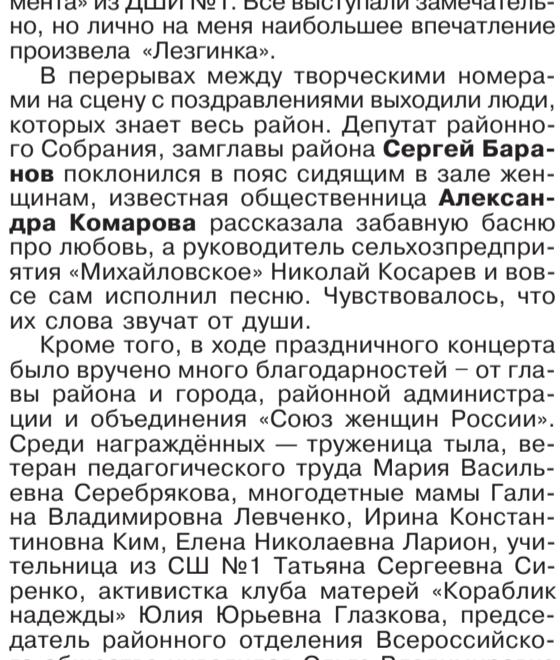 мента» из ДШИ №1. Все выступали замечатель-
но, но лично на меня наибольшее впечатление
произвела «Лезгинка».
В перерывах между творческими номера-
ми на сцену с поздравлениями выходили люди,
которых знает весь район. Депутат районно-
го Собрания, замглавы района Сергей Бара-
нов поклонился в пояс сидящим в зале жен-
щинам, известная общественница Алексан-
дра Комарова рассказала забавную басню
про любовь, а руководитель сельхозпредпри-
ятия «Михайловское» Николай Косарев и вов-
се сам исполнил песню. Чувствовалось, что
их слова звучат от души.
Кроме того, в ходе праздничного концерта
было вручено много благодарностей – от гла-
вы района и города, районной администра-
ции и объединения «Союз женщин России».
Среди награждённых — труженица тыла, ве-
теран педагогического труда Мария Василь-
евна Серебрякова, многодетные мамы Гали-
на Владимировна Левченко, Ирина Констан-
тиновна Ким, Елена Николаевна Ларион, учи-
тельница из СШ №1 Татьяна Сергеевна Си-
ренко, активистка клуба матерей «Кораблик
надежды» Юлия Юрьевна Глазкова, предсе-
датель районного отделения Всероссийско-